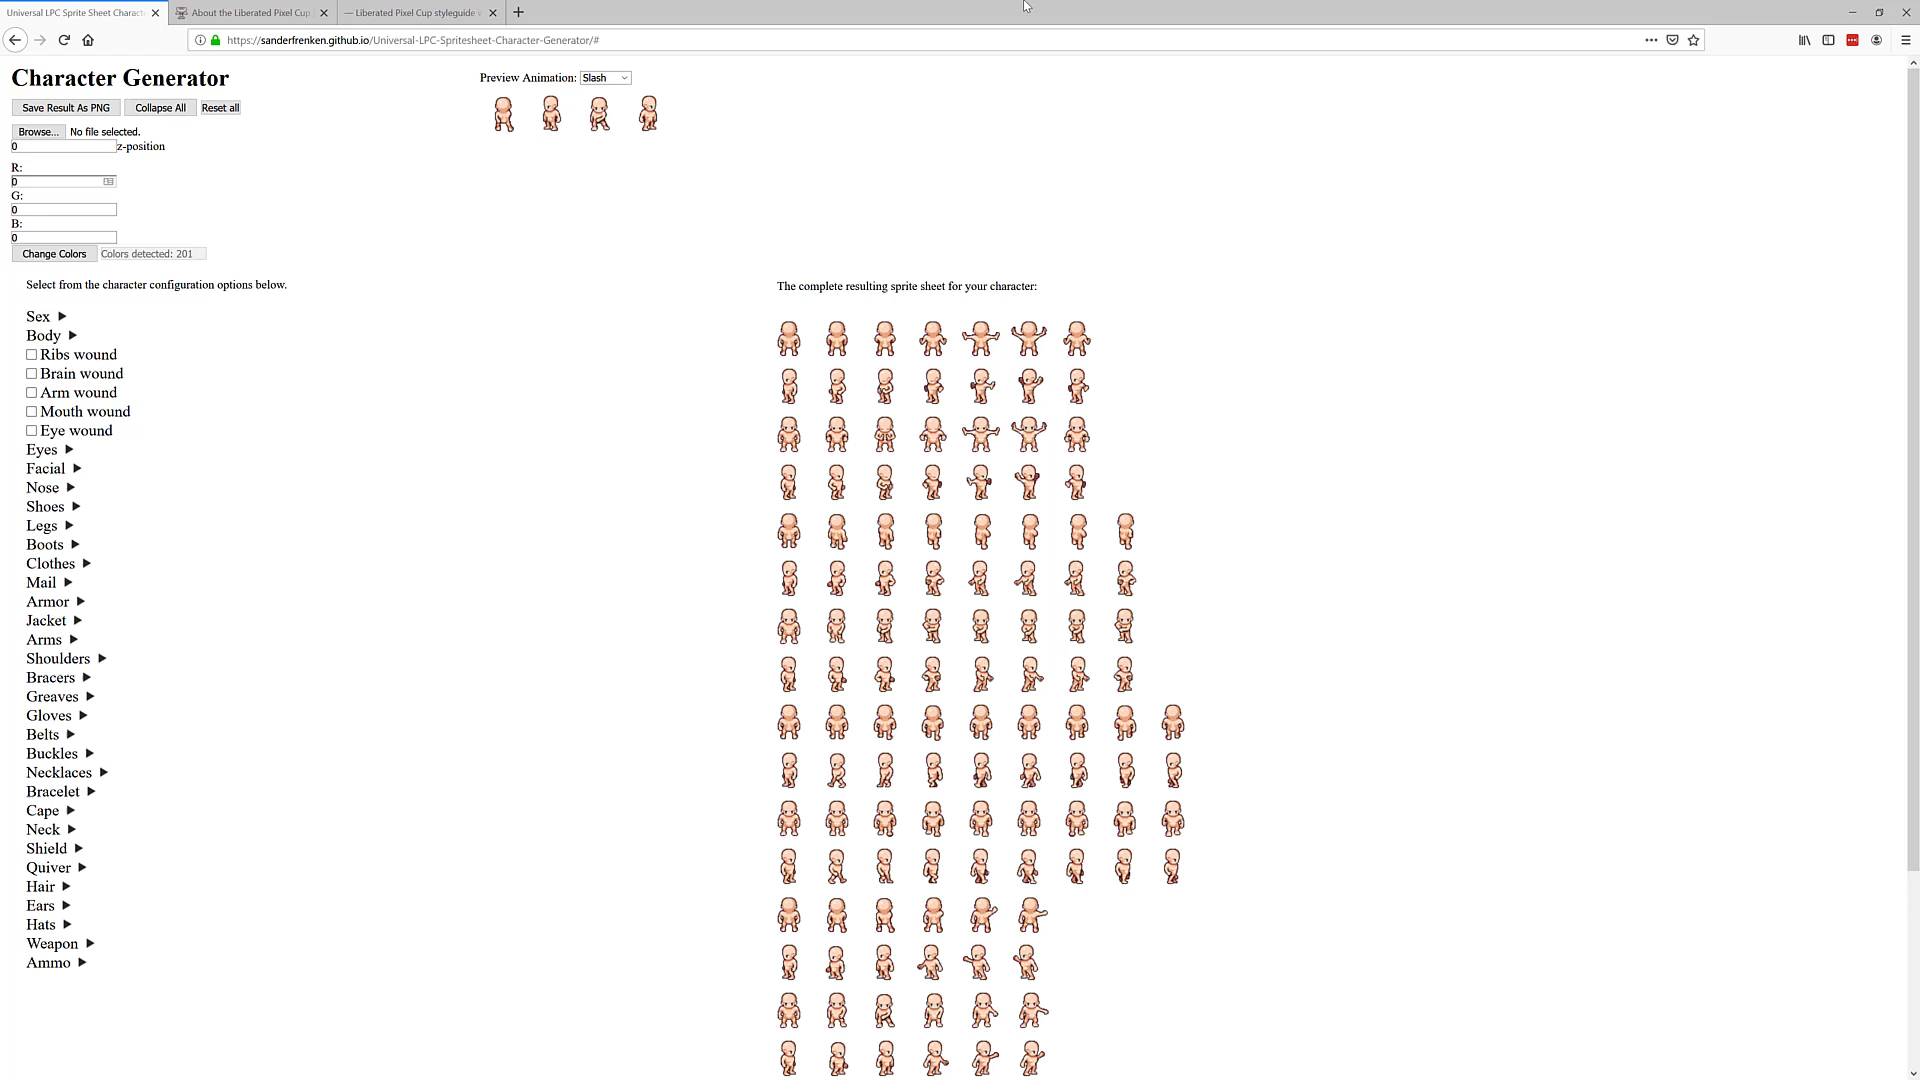 Universal LPC Sprite Sheet Charact
About the Liberated Pixel Cup
— Liberated Pixel Cup styleguide
https://sanderfrenken.github.io/Universal-LPC-Spritesheet-Character-Generator/#
Character Generator
Preview Animation: Slash
Save Result As PNG
Collapse All
Reset all
Browse...
No file selected.
0
z-position
R:
0
G:
0
B:
0
Change Colors
Colors detected: 201
Select from the character configuration options below.
The complete resulting sprite sheet for your character:
Sex
Body
Ribs wound
Brain wound
Arm wound
Mouth wound
Eye wound
Eyes
Facial
Nose
Shoes
Legs
Boots
Clothes
Mail
Armor
Jacket
Arms
Shoulders
Bracers
Greaves
Gloves
Belts
Buckles
Necklaces
Bracelet
Cape
Neck
Shield
Quiver
Hair
Ears
Hats
Weapon
Ammo